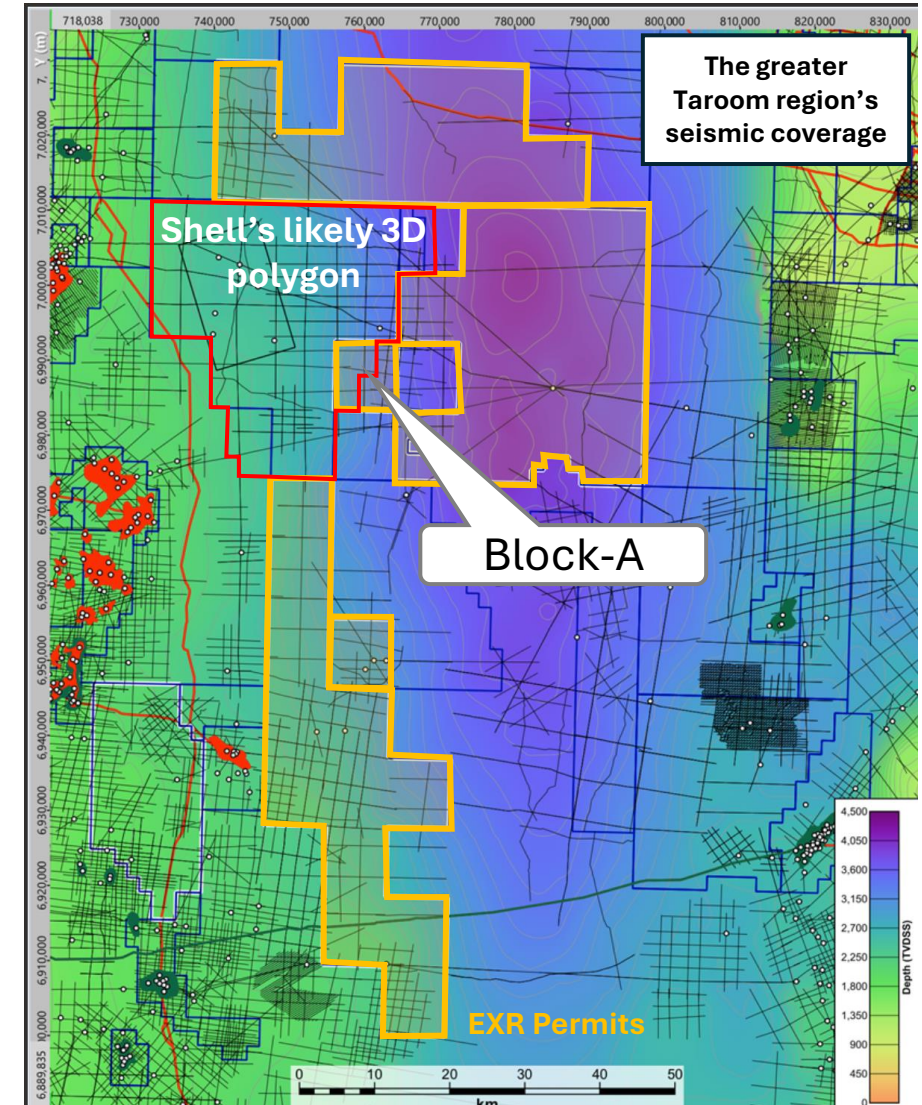 718,038 730,000 740,000 750,000 760,000 770,000 780,000 790,000 800,000 810,000 820,000 830,000
Y (m)
7,
The greater
Taroom region's
seismic coverage
7,020,000
7,010,000
Shell's likely 3D
polygon
7,000,000
6,990,000
6,980,000
6,970,000
Block-A
6,960,000
6,950,000
6,940,000
6,930,000
6,920,000
6,910,000
EXR Permits
6,889,835
4,500
4,050
3,600
3,150
2,700
2,250
1,800
1,350
900
450
0
Depth (TVDSS)
0 10 20 30 40 50
km